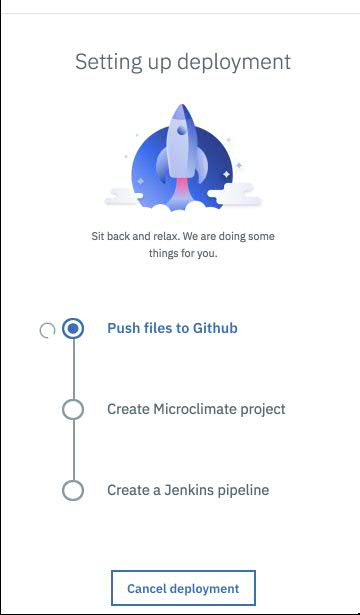 Setting up deployment
Sit back and relax. We are doing some
things for you.
Push files to Github
Create Microclimate project
Create a Jenkins pipeline
Cancel deployment